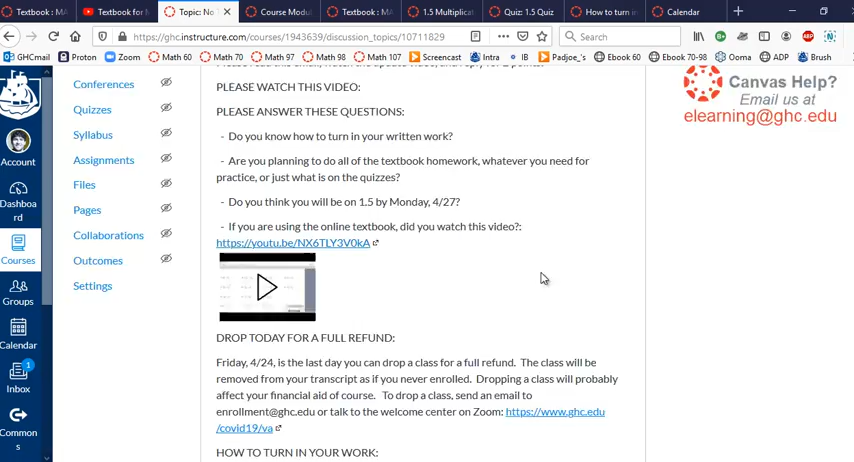 Textbook : MA
Textbook for M
Topic: No
Course Modul
Textbook : MA
1.5 Multiplicat
Quiz: 1.5 Quiz
How to turn in
Calendar
https://ghc.instructure.com/courses/1943639/discussion_topics/10711829
Search
GHCmail
Proton
Zoom
Math 60
Math 70
Math 98
Math 107
Screencast
Intra
IB
Padjoe_'s
Ebook 60
Ebook 70-98
Ooma
ADP
Brush
Account
Dashboa
rd
Courses
Groups
Calendar
1
Inbox
Common
s
Conferences
Quizzes
Syllabus
Assignments
Files
Pages
Collaborations
Outcomes
Settings
PLEASE WATCH THIS VIDEO:
PLEASE ANSWER THESE QUESTIONS:
- Do you know how to turn in your written work?
- Are you planning to do all of the textbook homework, whatever you need for
practice, or just what is on the quizzes?
- Do you think you will be on 1.5 by Monday, 4/27?
- If you are using the online textbook, did you watch this video?:
https://youtu.be/NX6TLY3V0kA
DROP TODAY FOR A FULL REFUND:
Friday, 4/24, is the last day you can drop a class for a full refund. The class will be
removed from your transcript as if you never enrolled. Dropping a class will probably
affect your financial aid of course. To drop a class, send an email to
enrollment@ghc.edu or talk to the welcome center on Zoom: https://www.ghc.edu
/covid19/va
HOW TO TURN IN YOUR WORK:
Canvas Help?
Email us at
elearning@ghc.edu